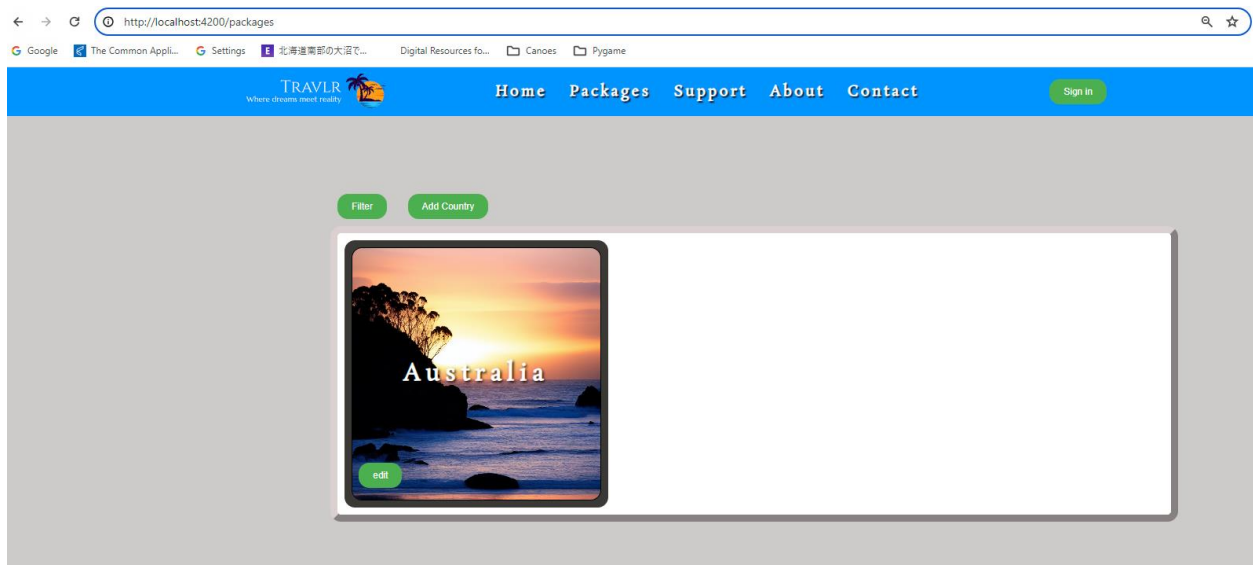 http://localhost:4200/packages
Google The Common Appli... Settings 北海道南部の大沼で... Digital Resources fo... Canoes Pygame
TRAVLR
Where dreams meet reality
Home Packages Support About Contact
Sign in
Filter Add Country
Australia
edit